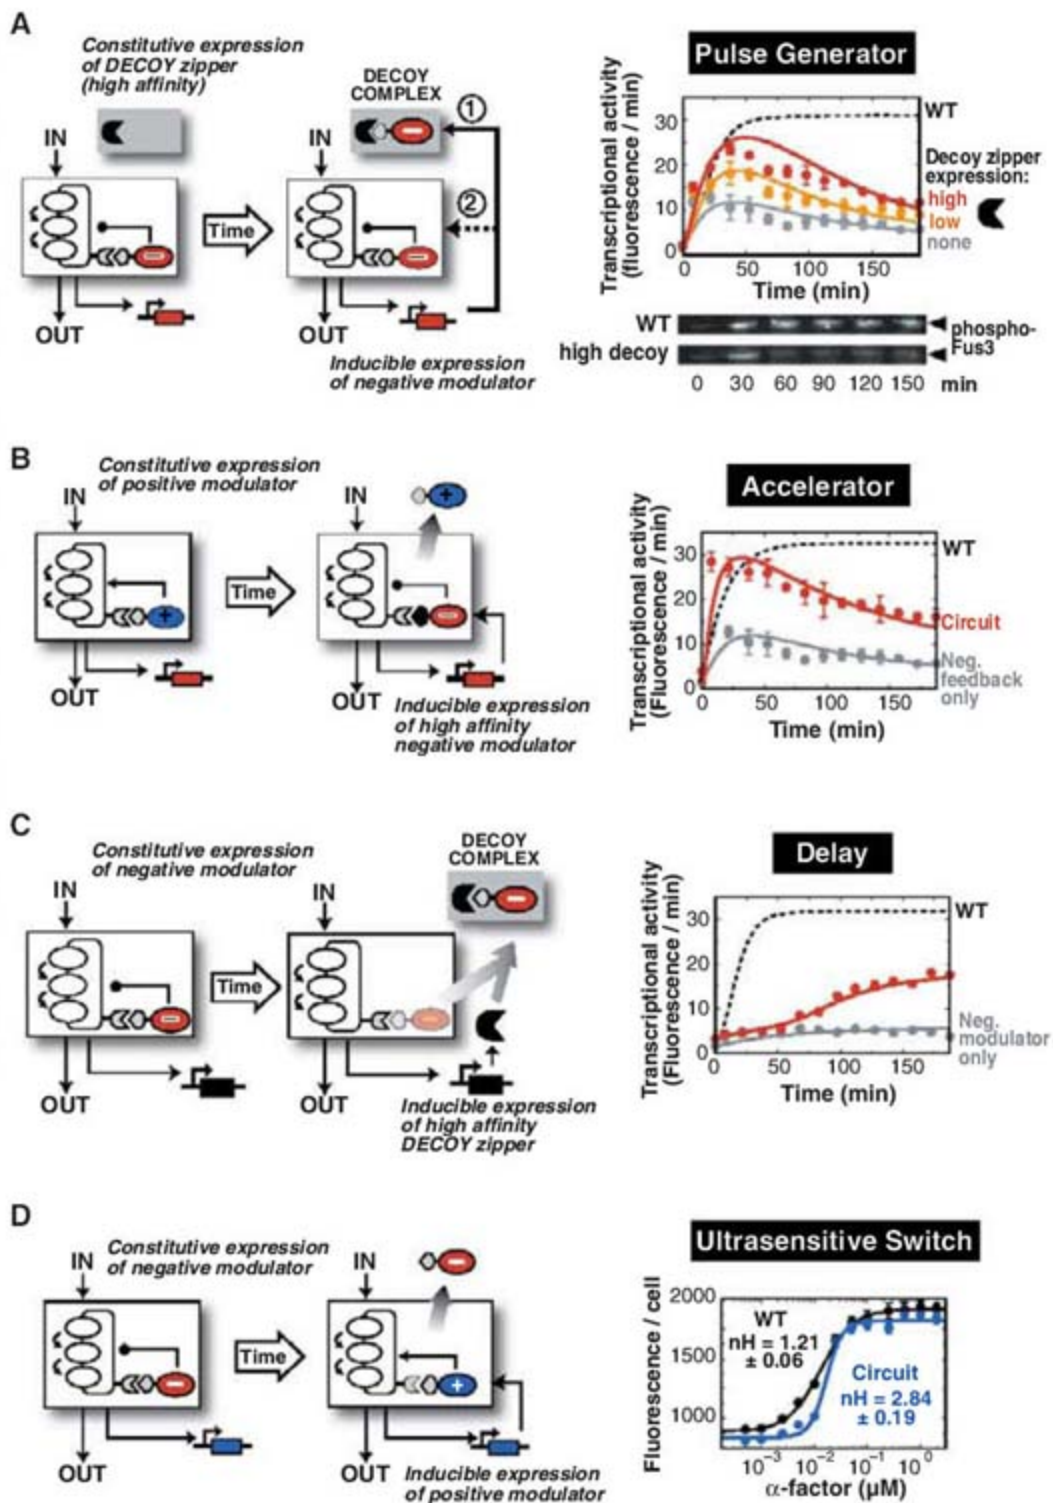 A
Constitutive expression
of DECOY zipper
(high affinity)
IN
OUT
Time
DECOY
COMPLEX
1
IN
2
OUT
Inducible expression
of negative modulator
Pulse Generator
Transcriptional activity
(fluorescence / min)
30
20
10
0
0 50 100 150
Time (min)
WT
Decoy zipper
expression:
high
low
none
WT
high decoy
phospho-
Fus3
0 30 60 90 120 150 min
B
Constitutive expression
of positive modulator
IN
+
OUT
Time
IN
+
OUT
Inducible expression
of high affinity
negative modulator
Accelerator
Transcriptional activity
(Fluorescence / min)
30
20
10
0
0 50 100 150
Time (min)
WT
Circuit
Neg.
feedback
only
C
Constitutive expression
of negative modulator
IN
OUT
Time
DECOY
COMPLEX
IN
OUT
Inducible expression
of high affinity
DECOY zipper
Delay
Transcriptional activity
(Fluorescence / min)
30
20
10
0
0 50 100 150
Time (min)
WT
Neg.
modulator
only
D
Constitutive expression
of negative modulator
IN
OUT
Time
IN
+
OUT
Inducible expression
of positive modulator
Ultrasensitive Switch
Fluorescence / cell
2000
1500
1000
WT
nH = 1.21
± 0.06
Circuit
nH = 2.84
± 0.19
10⁻³ 10⁻² 10⁻¹ 10⁰
α-factor (µM)